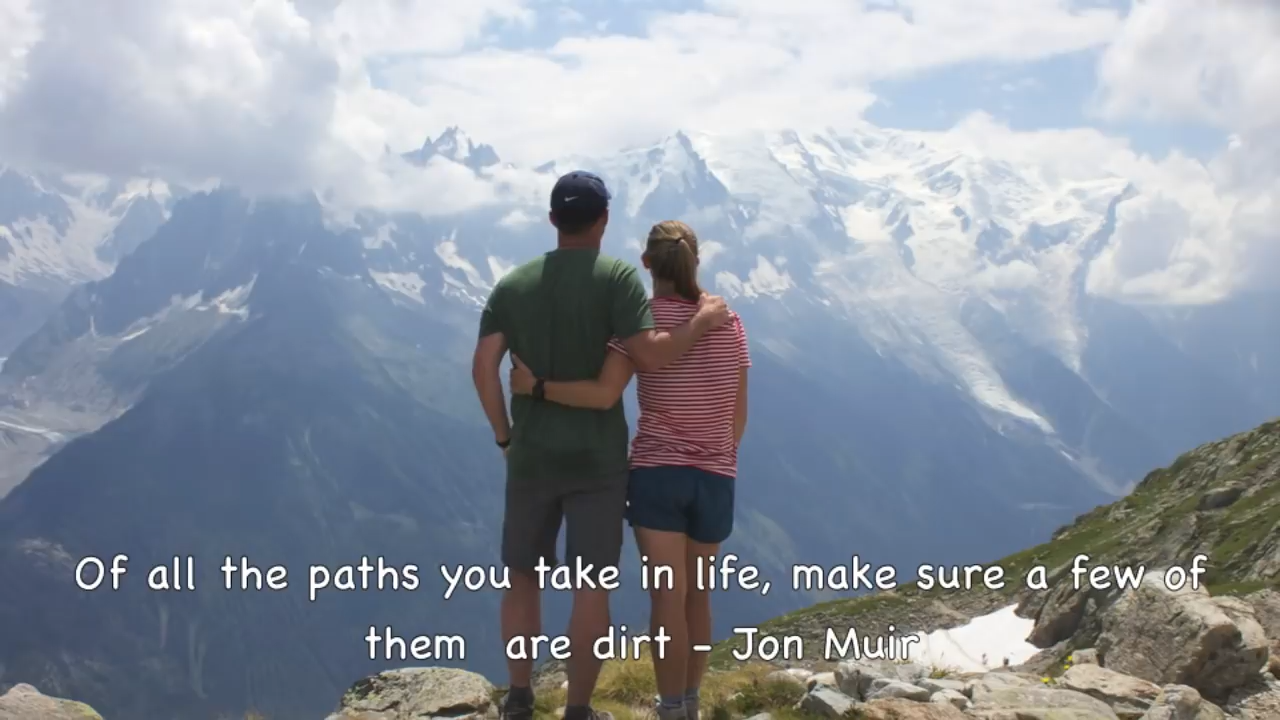 Of all the paths you take in life, make sure a few of
them are dirt - Jon Muir